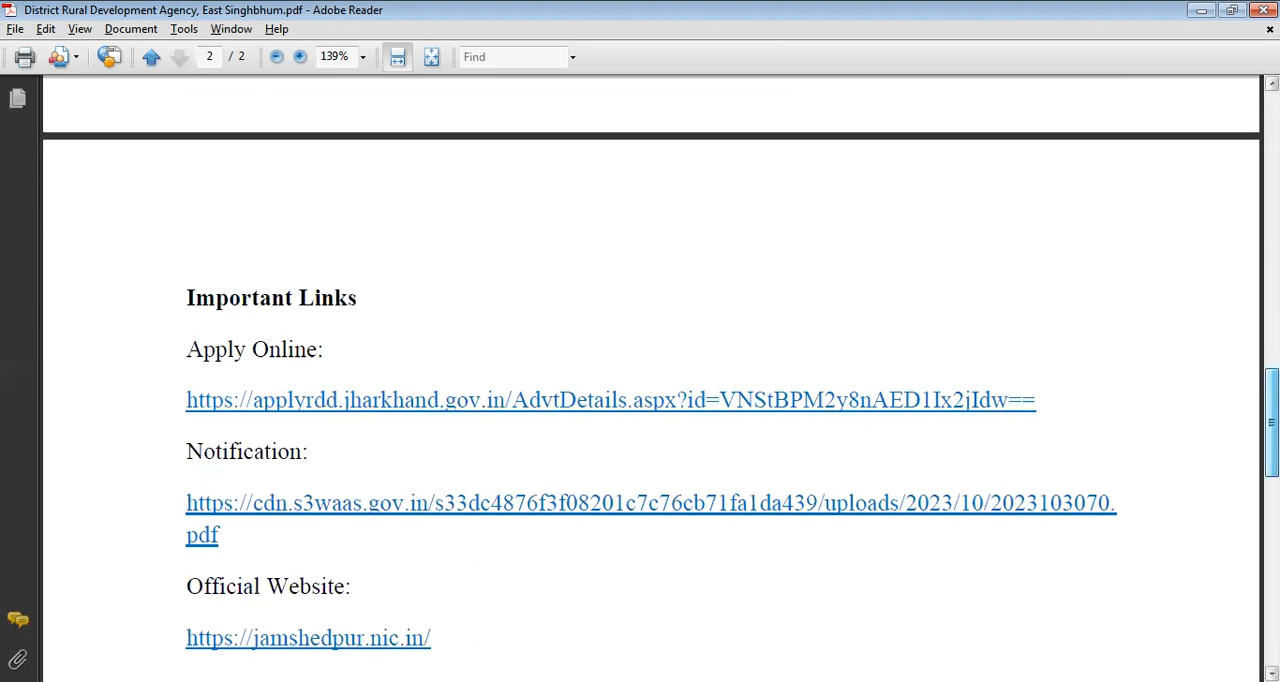 District Rural Development Agency, East Singhbhum.pdf - Adobe Reader
File Edit View Document Tools Window Help
2 / 2 139% Find
Important Links
Apply Online:
https://applyrdd.jharkhand.gov.in/AdvtDetails.aspx?id=VNStBPM2y8nAED1Ix2jIdw==
Notification:
https://cdn.s3waas.gov.in/s33dc4876f3f08201c7c76cb71fa1da439/uploads/2023/10/2023103070.
pdf
Official Website:
https://jamshedpur.nic.in/